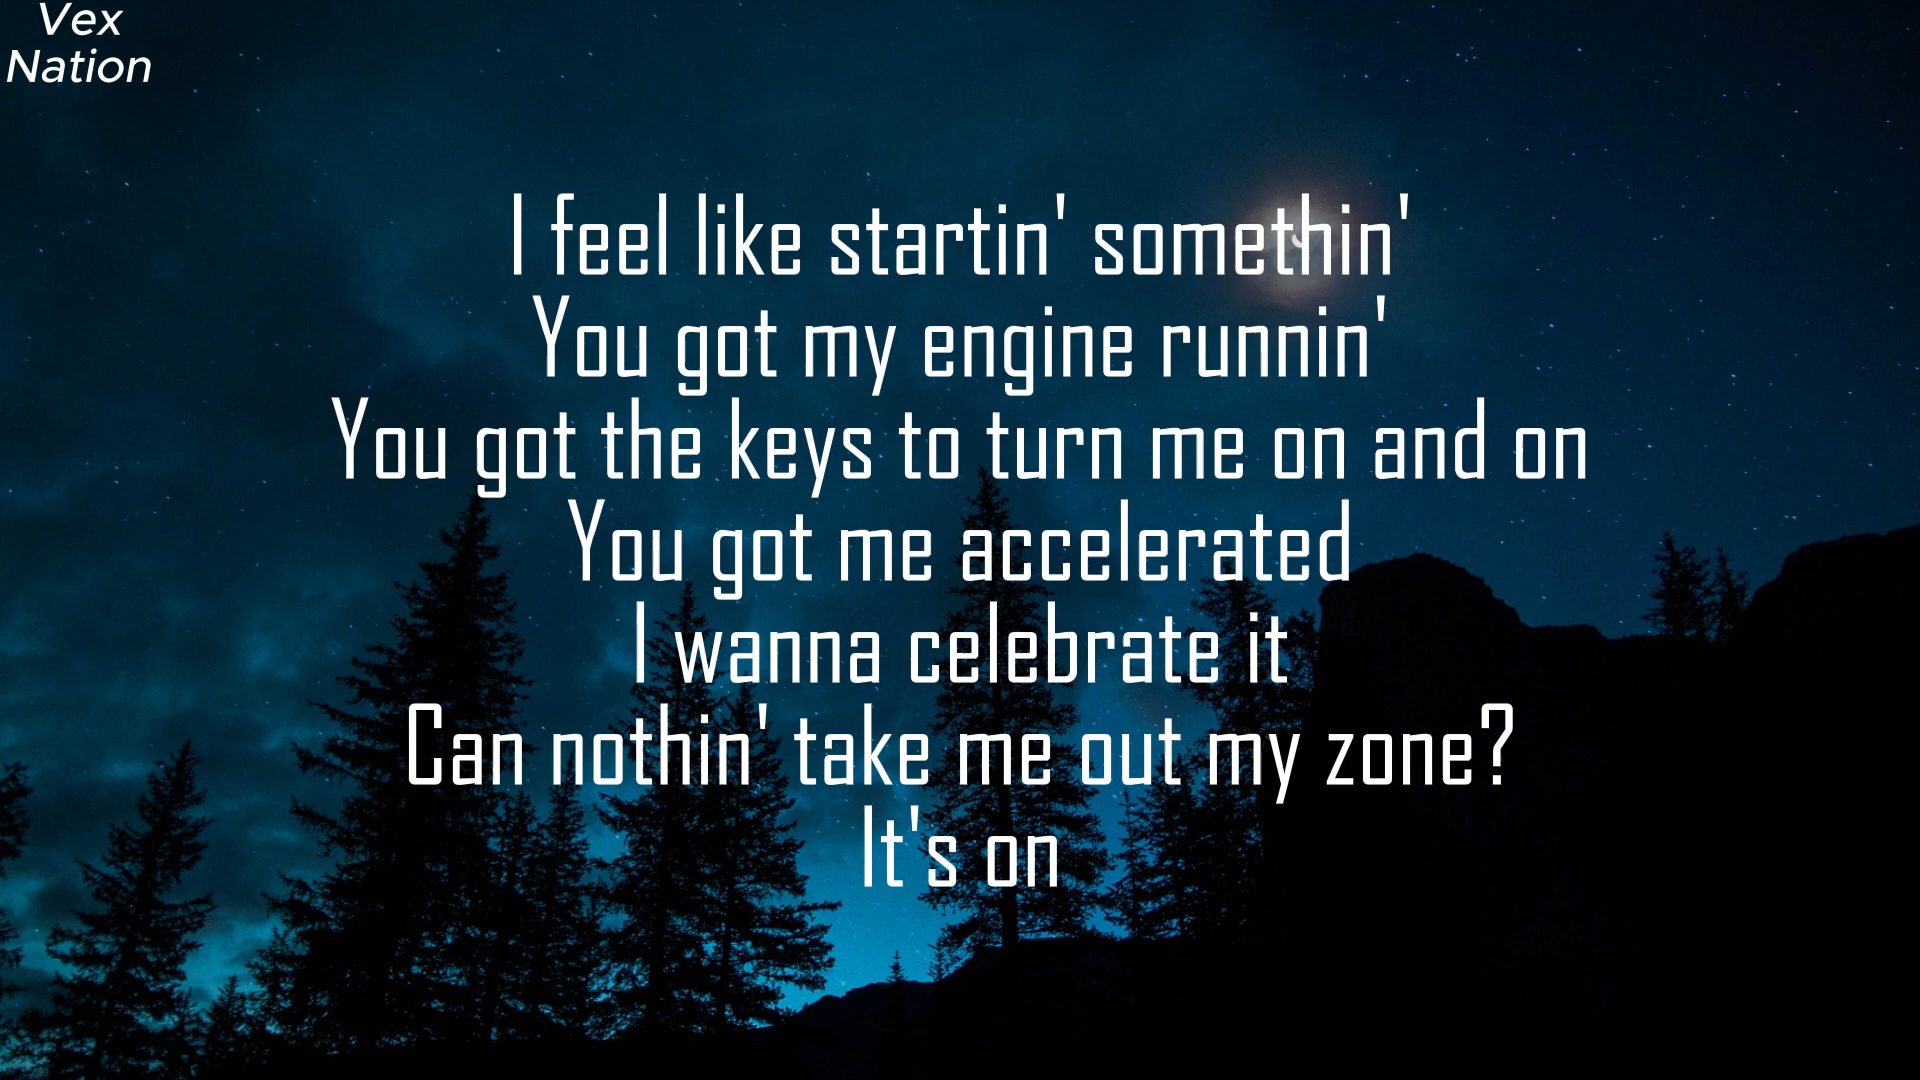 Vex
Nation
I feel like startin' somethin'
You got my engine runnin'
You got the keys to turn me on and on
You got me accelerated
I wanna celebrate it
Can nothin' take me out my zone?
It's on